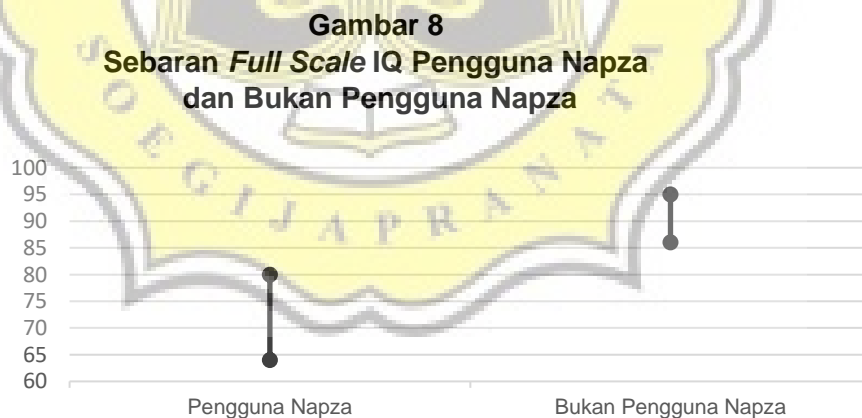 Gambar 8
Sebaran Full Scale IQ Pengguna Napza
dan Bukan Pengguna Napza
SOEGIJAPRANATA
100
95
90
85
80
75
70
65
60
Pengguna Napza
Bukan Pengguna Napza